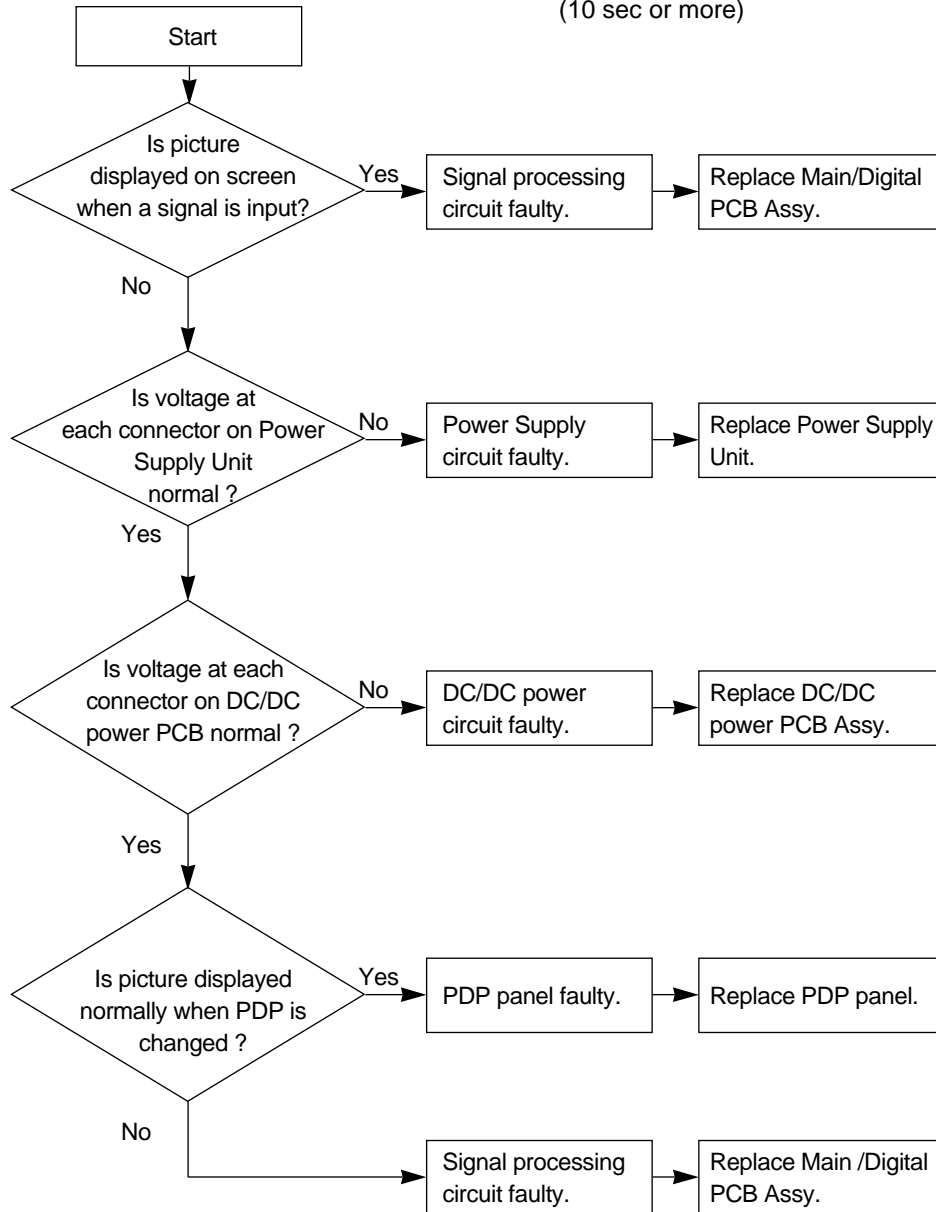 (10 sec or more)
Start
Is picture
displayed on screen
when a signal is input?
Yes
Signal processing
circuit faulty.
Replace Main/Digital
PCB Assy.
No
Is voltage at
each connector on Power
Supply Unit
normal ?
No
Power Supply
circuit faulty.
Replace Power Supply
Unit.
Yes
Is voltage at each
connector on DC/DC
power PCB normal ?
No
DC/DC power
circuit faulty.
Replace DC/DC
power PCB Assy.
Yes
Is picture displayed
normally when PDP is
changed ?
Yes
PDP panel faulty.
Replace PDP panel.
No
Signal processing
circuit faulty.
Replace Main /Digital
PCB Assy.